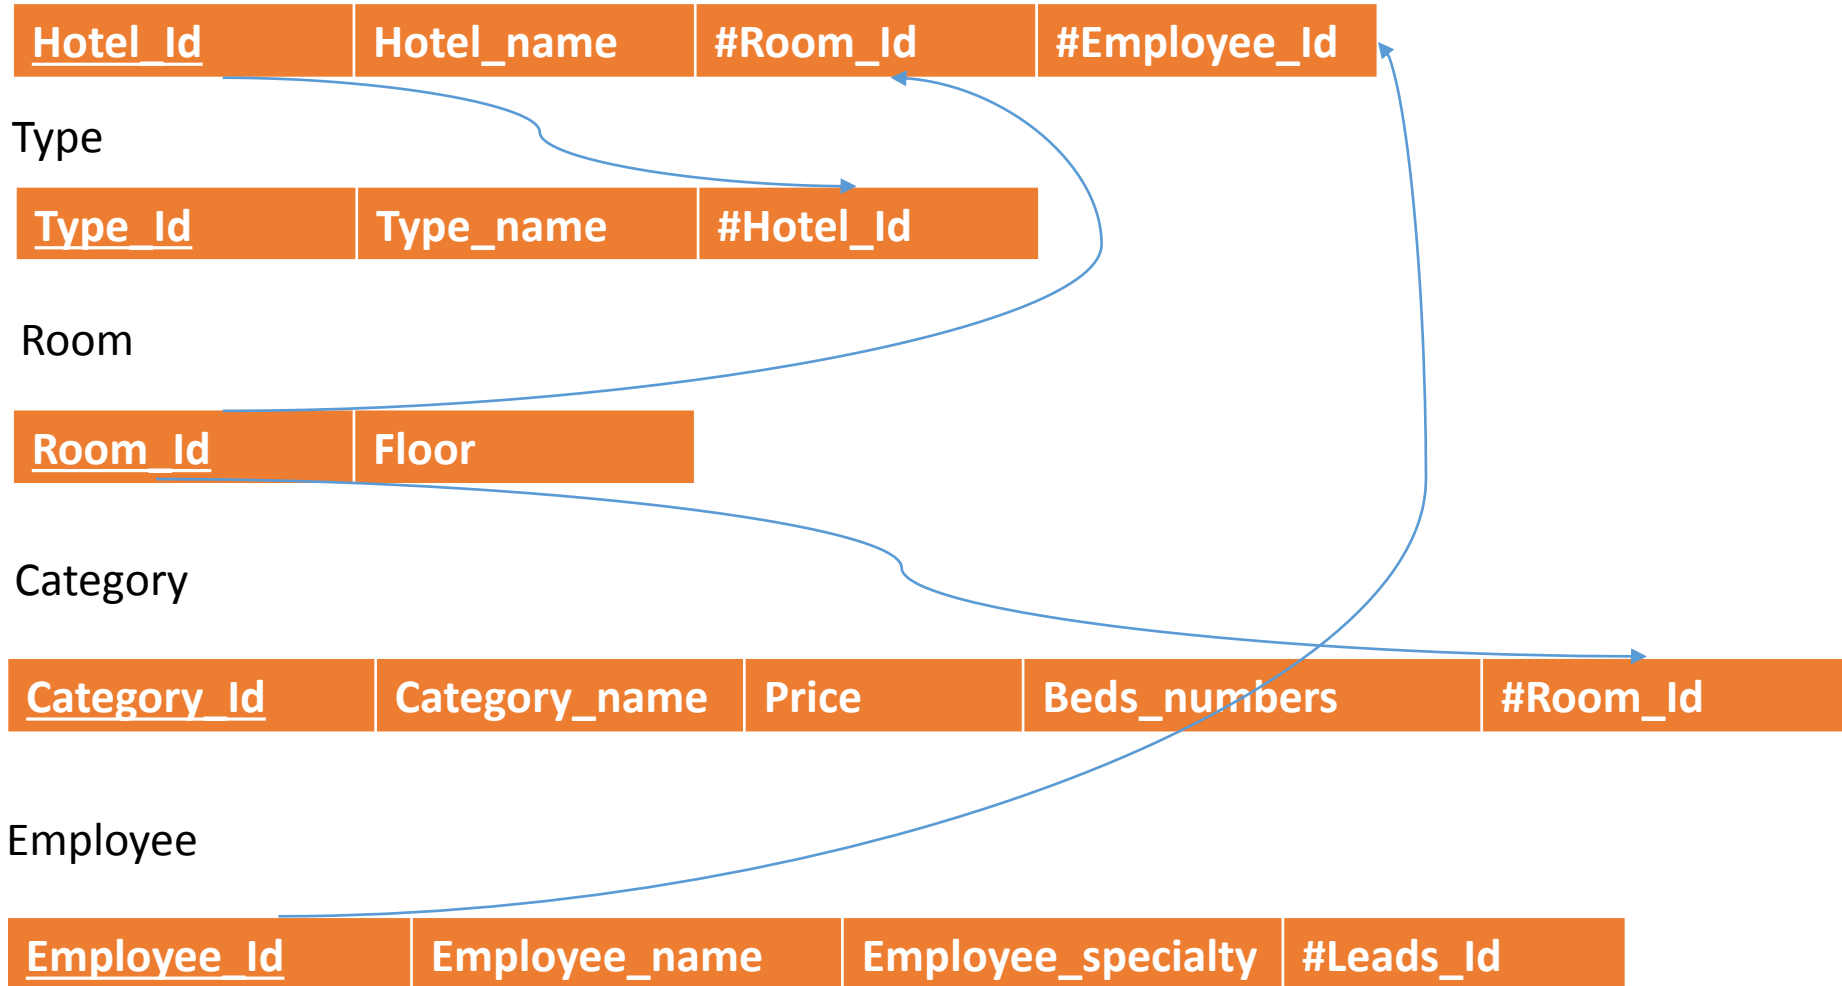 Hotel_Id Hotel_name #Room_Id #Employee_Id
Type
Type_Id Type_name #Hotel_Id
Room
Room_Id Floor
Category
Category_Id Category_name Price Beds_numbers #Room_Id
Employee
Employee_Id Employee_name Employee_specialty #Leads_Id